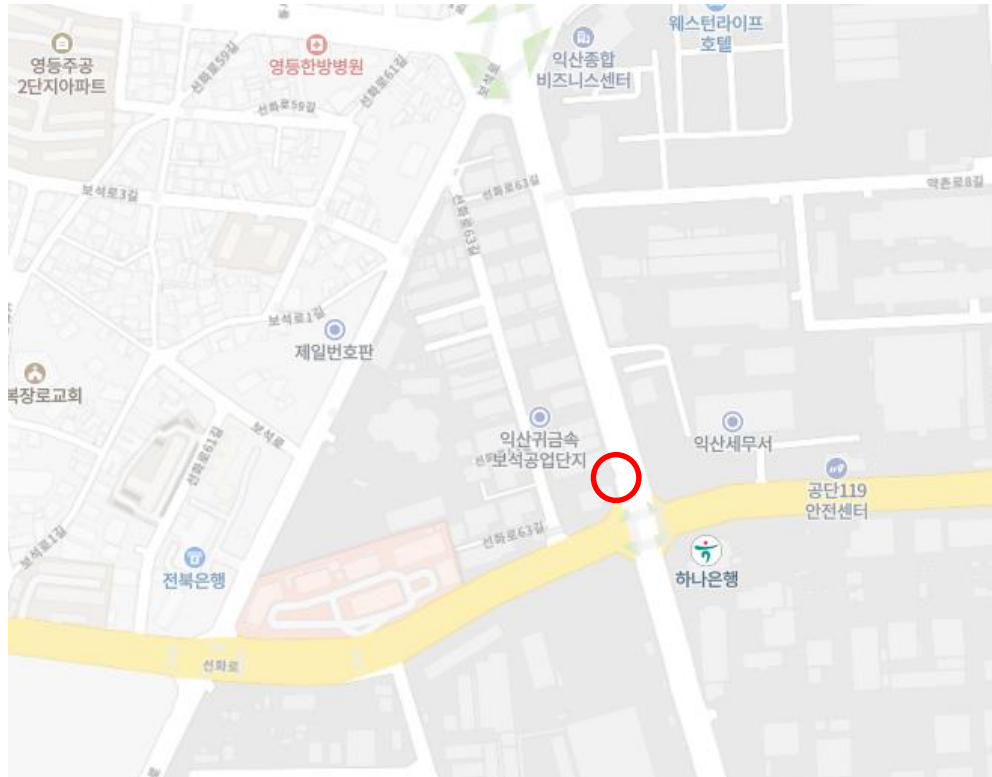 웨스턴라이프
호텔
영등주공
2단지아파트
영등한방병원
익산종합
비즈니스센터
선화로59길
선화로61길
보석로
선화로59길
보석로3길
선화로63길
약촌로8길
선화로63길
보석로1길
제일번호판
복장로교회
익산귀금속
보석공업단지
익산세무서
보석로
선화로61길
공단119
안전센터
선화로63길
보석로1길
전북은행
하나은행
선화로